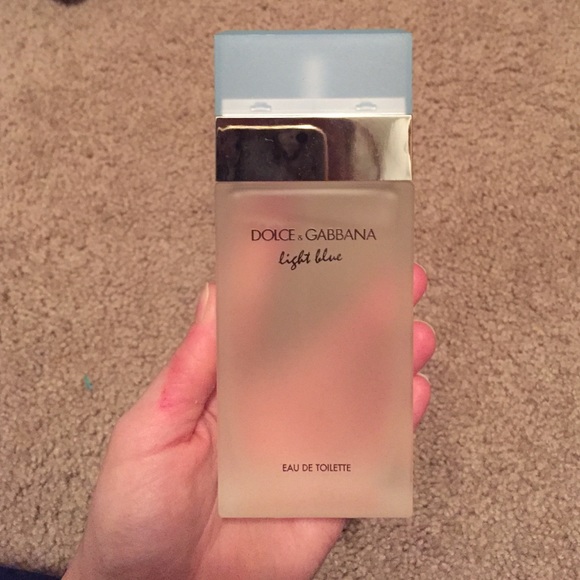 DOLCE & GABBANA
light blue
EAU DE TOILETTE